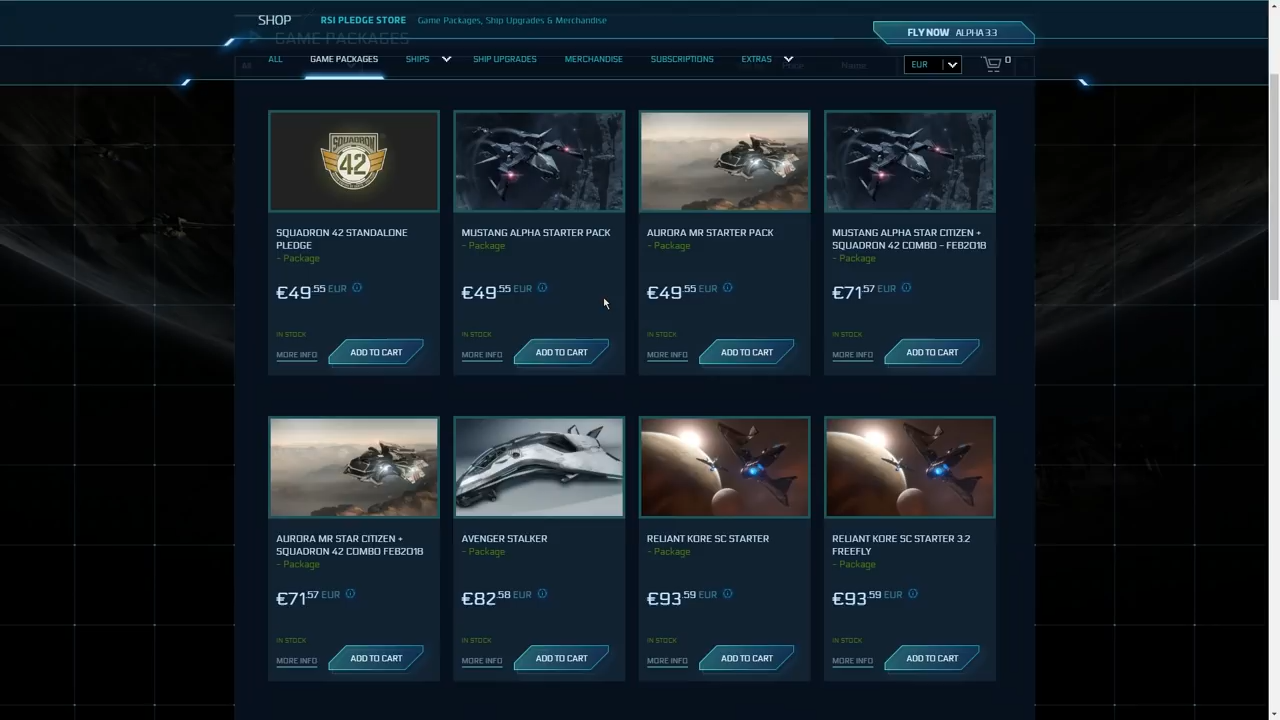 SHOP
RSI PLEDGE STORE Game Packages, Ship Upgrades & Merchandise
GAME PACKAGES
FLY NOW ALPHA 3.3
ALL GAME PACKAGES SHIPS SHIP UPGRADES MERCHANDISE SUBSCRIPTIONS EXTRAS
All Name
EUR 0
SQUADRON 42
SQUADRON 42 STANDALONE
PLEDGE
- Package
€49.55 EUR
IN STOCK
MORE INFO ADD TO CART
MUSTANG ALPHA STARTER PACK
- Package
€49.55 EUR
IN STOCK
MORE INFO ADD TO CART
AURORA MR STARTER PACK
- Package
€49.55 EUR
IN STOCK
MORE INFO ADD TO CART
MUSTANG ALPHA STAR CITIZEN +
SQUADRON 42 COMBO - FEB2018
- Package
€71.57 EUR
IN STOCK
MORE INFO ADD TO CART
AURORA MR STAR CITIZEN +
SQUADRON 42 COMBO FEB2018
- Package
€71.57 EUR
IN STOCK
MORE INFO ADD TO CART
AVENGER STALKER
- Package
€82.58 EUR
IN STOCK
MORE INFO ADD TO CART
RELIANT KORE SC STARTER
- Package
€93.59 EUR
IN STOCK
MORE INFO ADD TO CART
RELIANT KORE SC STARTER 3.2
FREEFLY
- Package
€93.59 EUR
IN STOCK
MORE INFO ADD TO CART